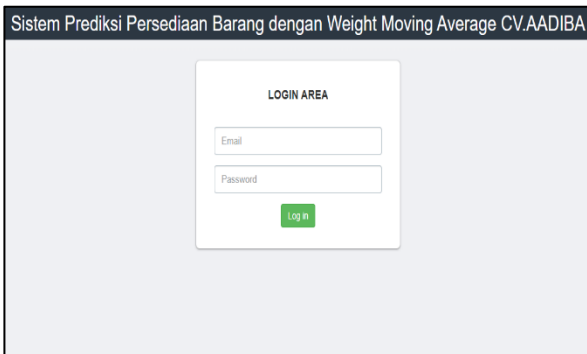 Sistem Prediksi Persediaan Barang dengan Weight Moving Average CV.AADIBA
LOGIN AREA
Email
Password
Log in